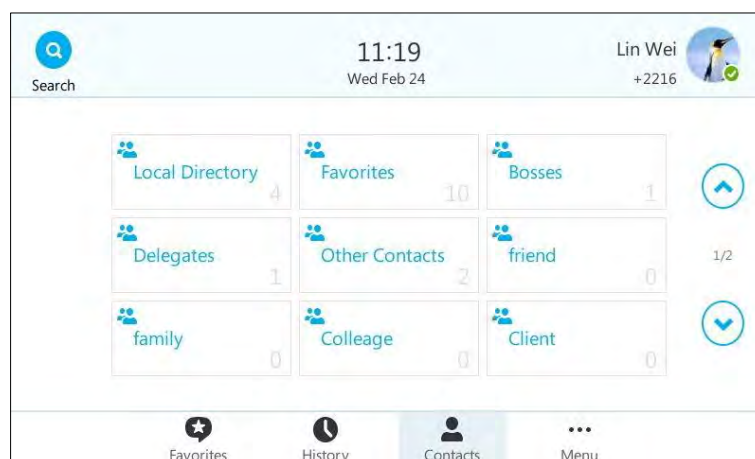 11:19
Lin Wei
Search
Wed Feb 24
+2216
Local Directory
4
Favorites
10
Bosses
1
Delegates
1
Other Contacts
2
friend
0
1/2
family
0
Colleage
0
Client
0
Favorites
History
Contacts
Menu